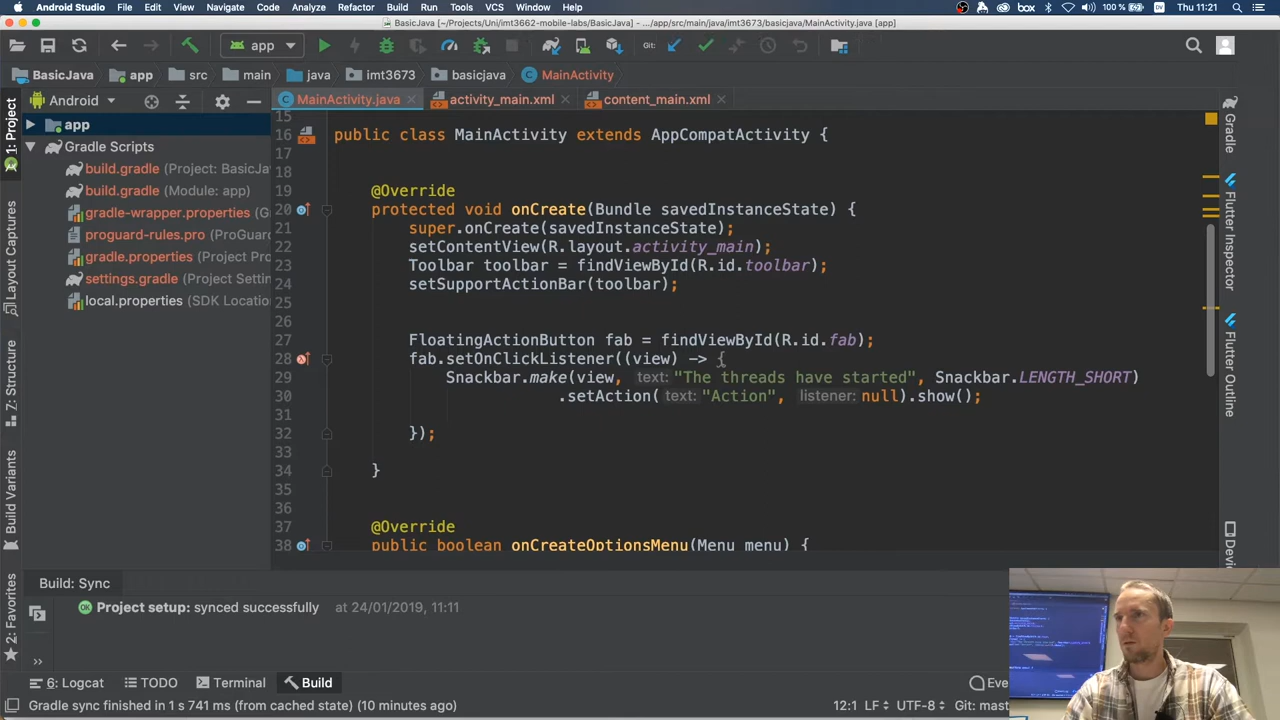 Android Studio File Edit View Navigate Code Analyze Refactor Build Run Tools VCS Window Help box 100 % DV Thu 11:21
BasicJava [~/Projects/Uni/imt3662-mobile-labs/BasicJava] - .../app/src/main/java/imt3673/basicjava/MainActivity.java [app]
app Git:
BasicJava app src main java imt3673 basicjava MainActivity
Android MainActivity.java activity_main.xml content_main.xml
1: Project
Layout Captures
7: Structure
Build Variants
2: Favorites
app
Gradle Scripts
build.gradle (Project: BasicJa
build.gradle (Module: app)
gradle-wrapper.properties (G
proguard-rules.pro (ProGuar
gradle.properties (Project Prop
settings.gradle (Project Settin
local.properties (SDK Locatio
15
16 public class MainActivity extends AppCompatActivity {
17
18
19 @Override
20 protected void onCreate(Bundle savedInstanceState) {
21 super.onCreate(savedInstanceState);
22 setContentView(R.layout.activity_main);
23 Toolbar toolbar = findViewById(R.id.toolbar);
24 setSupportActionBar(toolbar);
25
26
27 FloatingActionButton fab = findViewById(R.id.fab);
28 fab.setOnClickListener((view) -> {
29 Snackbar.make(view, text: "The threads have started", Snackbar.LENGTH_SHORT)
30 .setAction( text: "Action", listener: null).show();
31
32 });
33
34 }
35
36
37 @Override
38 public boolean onCreateOptionsMenu(Menu menu) {
Gradle
Flutter Inspector
Flutter Outline
Devi
Build: Sync
Project setup: synced successfully at 24/01/2019, 11:11
6: Logcat TODO Terminal Build Eve
Gradle sync finished in 1 s 741 ms (from cached state) (10 minutes ago) 12:1 LF UTF-8 Git: mast